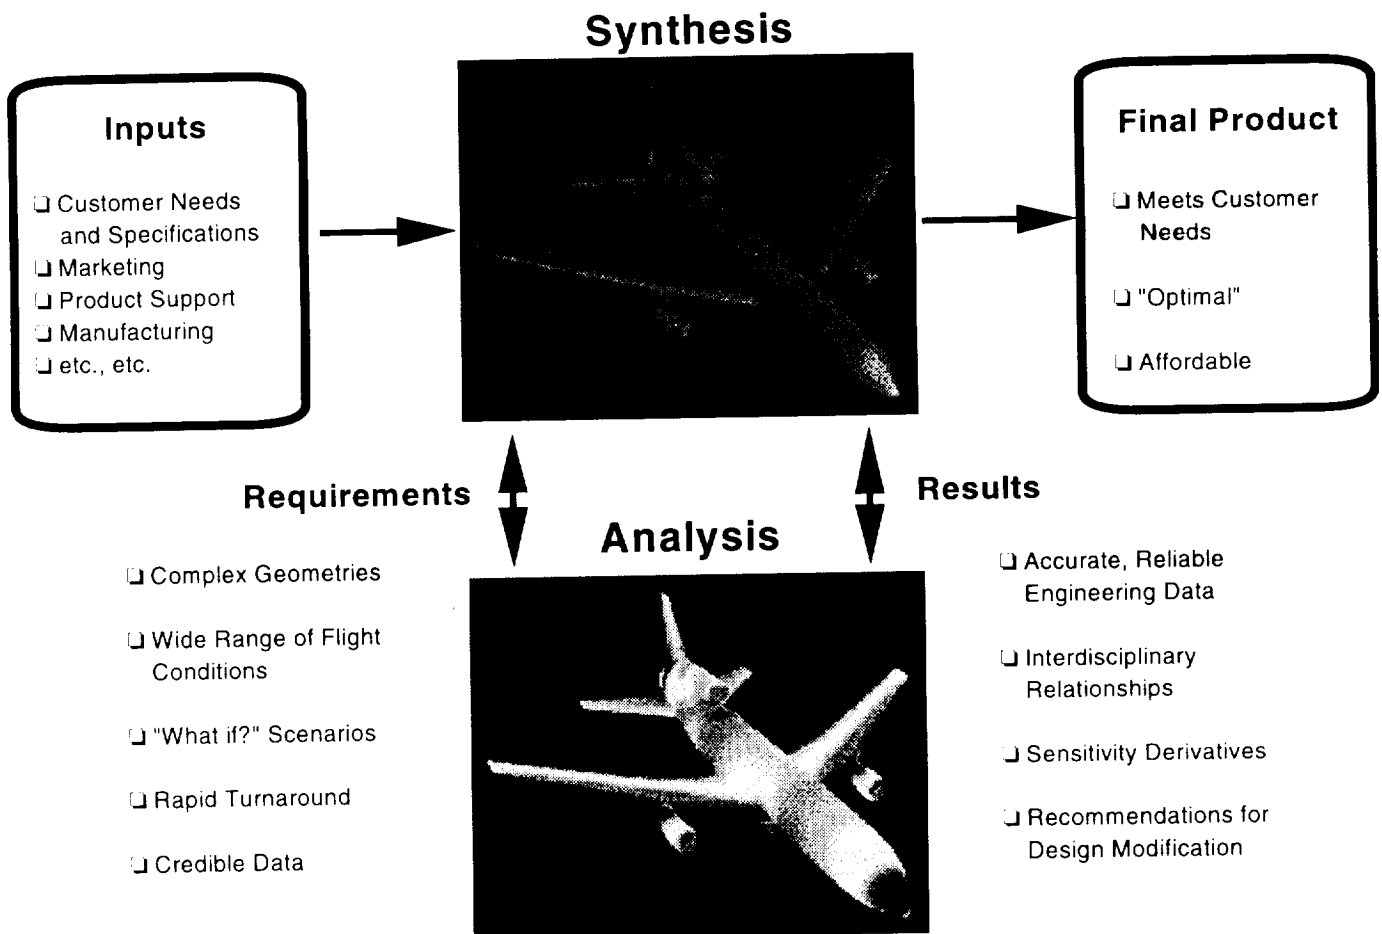 Synthesis
Inputs
❑ Customer Needs
and Specifications
❑ Marketing
❑ Product Support
❑ Manufacturing
❑ etc., etc.
Final Product
❑ Meets Customer
Needs
❑ "Optimal"
❑ Affordable
Requirements
Results
Analysis
❑ Complex Geometries
❑ Wide Range of Flight
Conditions
❑ "What if?" Scenarios
❑ Rapid Turnaround
❑ Credible Data
❑ Accurate, Reliable
Engineering Data
❑ Interdisciplinary
Relationships
❑ Sensitivity Derivatives
❑ Recommendations for
Design Modification